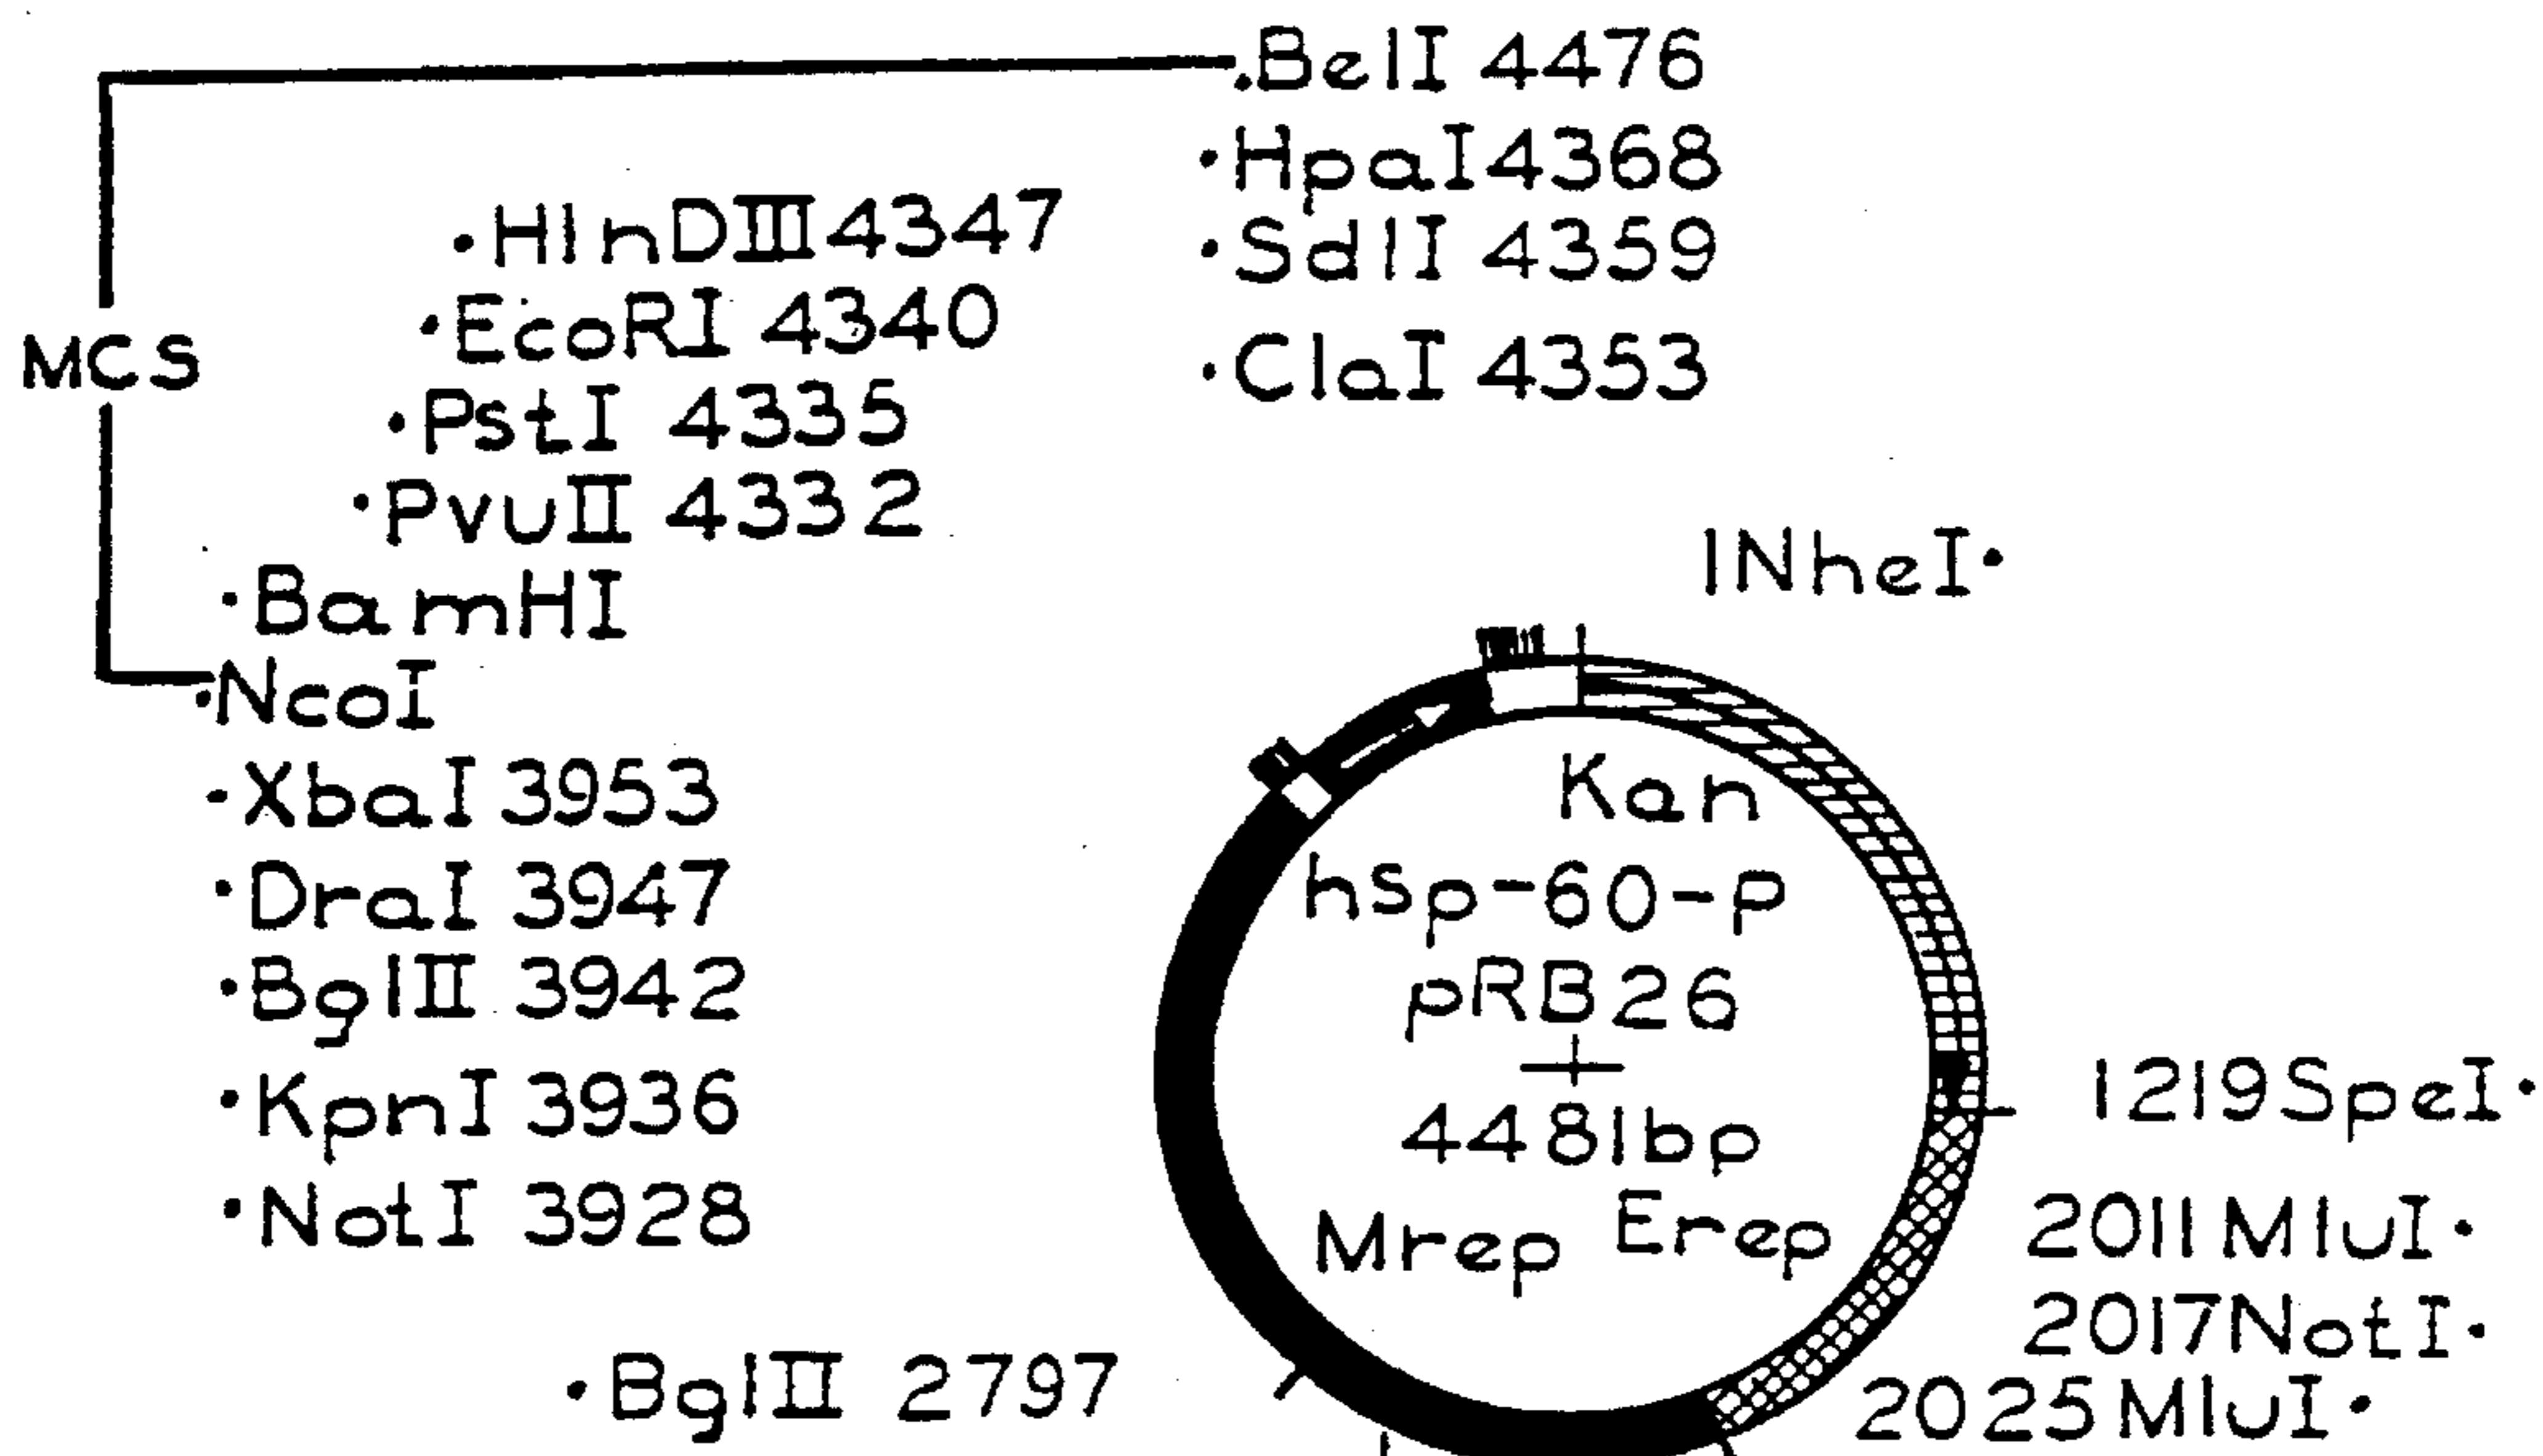 ·BelI 4476
·HpaI 4368
·HInDIII 4347
·SdlI 4359
·EcoRI 4340
MCS
·ClaI 4353
·PstI 4335
·PvuII 4332
1NheI·
·BamHI
·NcoI
·XbaI 3953
Kan
·DraI 3947
hsp-60-P
·BglII 3942
pRB26
·KpnI 3936
4481bp
1219SpeI·
·NotI 3928
Mrep Erep
2011MluI·
2017NotI·
·BglII 2797
2025MluI·